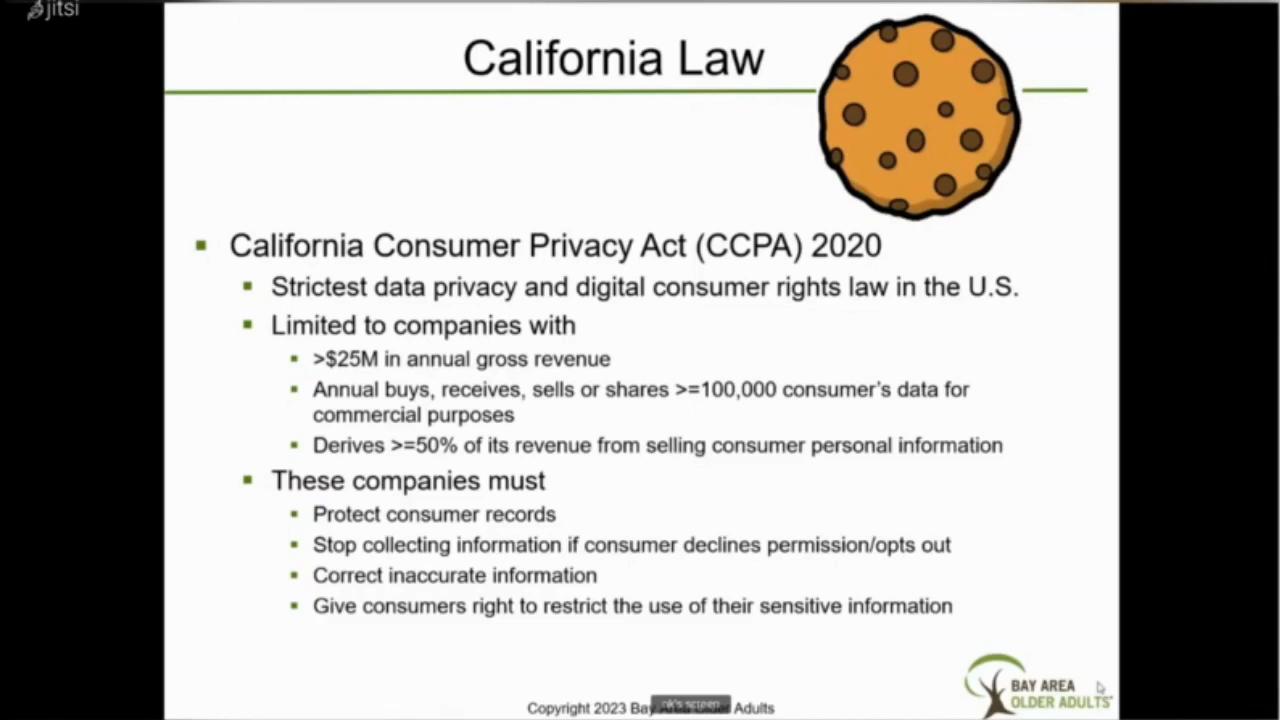 jitsi
California Law
California Consumer Privacy Act (CCPA) 2020
Strictest data privacy and digital consumer rights law in the U.S.
Limited to companies with
>$25M in annual gross revenue
Annual buys, receives, sells or shares >=100,000 consumer's data for
commercial purposes
Derives >=50% of its revenue from selling consumer personal information
These companies must
Protect consumer records
Stop collecting information if consumer declines permission/opts out
Correct inaccurate information
Give consumers right to restrict the use of their sensitive information
BAY AREA
OLDER ADULTS
Copyright 2023 Bay Area Older Adults
screen